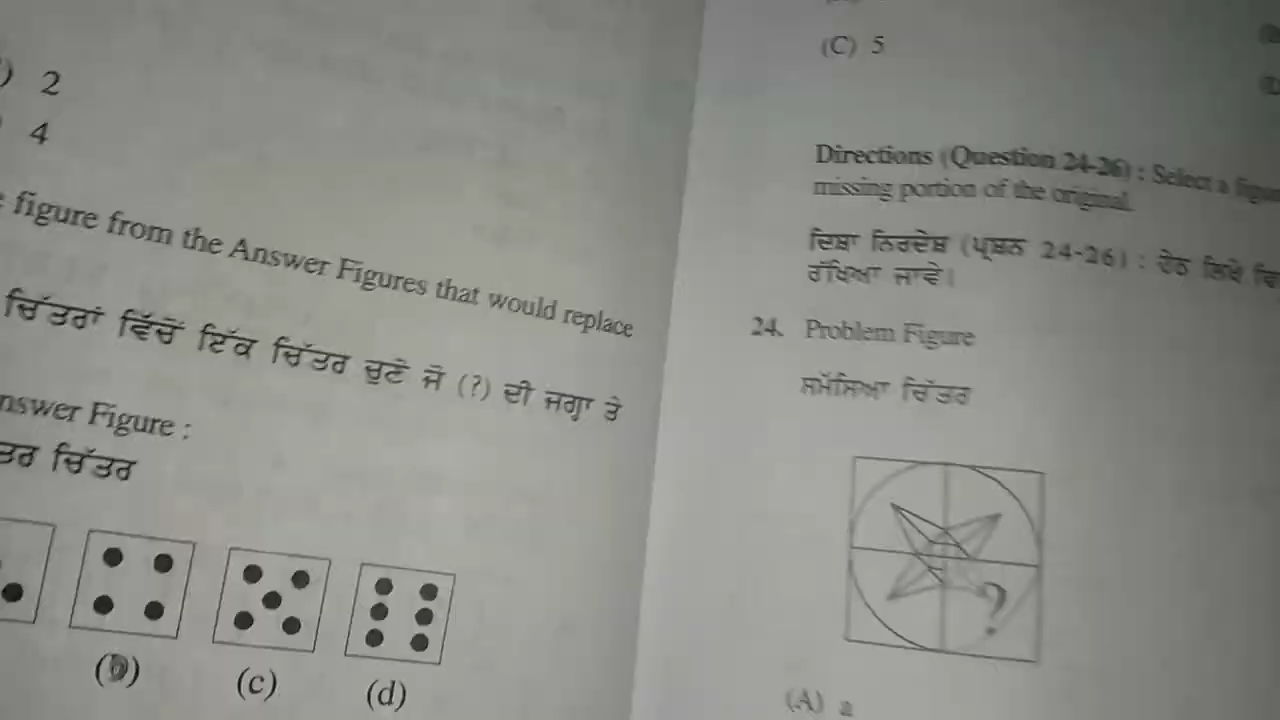 2
4
figure from the Answer Figures that would replace
ਚਿੱਤਰਾਂ ਵਿੱਚੋਂ ਇੱਕ ਚਿੱਤਰ ਚੁਣੋ ਜੋ (?) ਦੀ ਜਗ੍ਹਾ ਤੇ
nswer Figure :
ਤਰ ਚਿੱਤਰ
(b) (c) (d)
(C) 5
Directions (Question 24-26) : Select a figure
missing portion of the original.
ਦਿਸ਼ਾ ਨਿਰਦੇਸ਼ (ਪ੍ਰਸ਼ਨ 24-26) : ਹੇਠ ਲਿਖੇ
ਰੱਖਿਆ ਜਾਵੇ।
24. Problem Figure
ਸਮੱਸਿਆ ਚਿੱਤਰ
?
(A) a